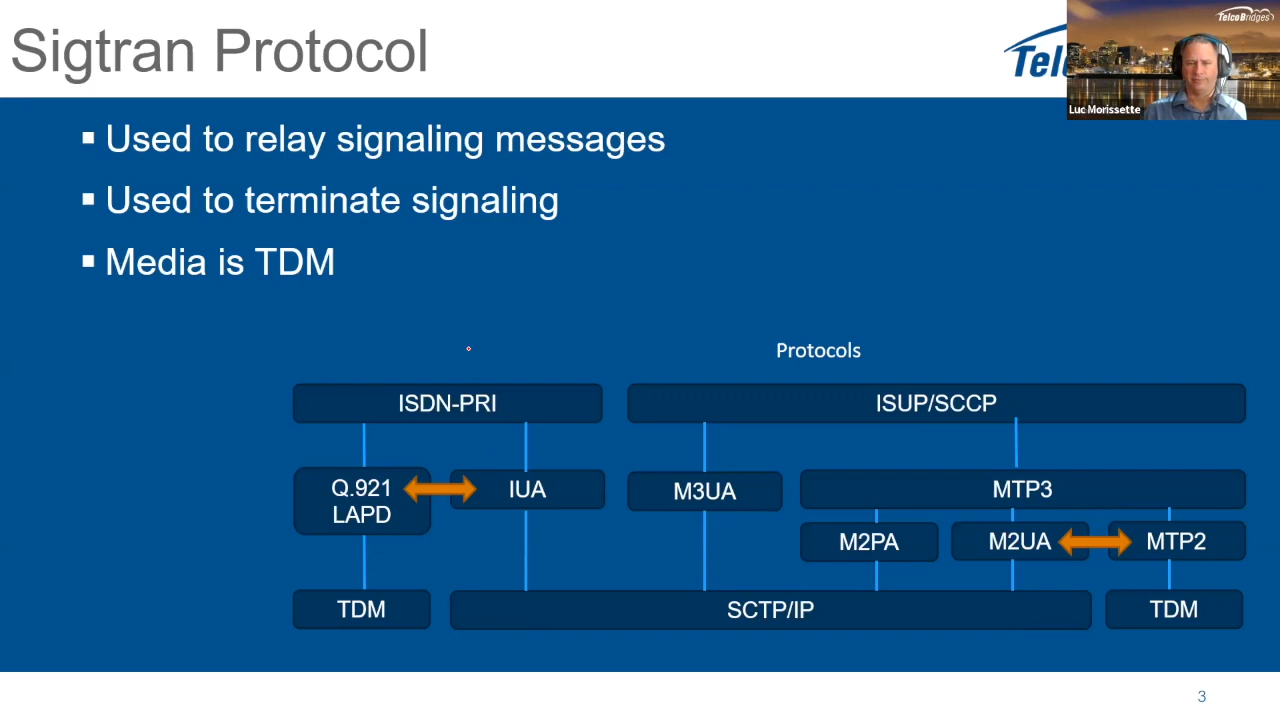 Sigtran Protocol
TelcoBridges
Luc Morissette
Used to relay signaling messages
Used to terminate signaling
Media is TDM
Protocols
ISDN-PRI
ISUP/SCCP
Q.921
LAPD
IUA
M3UA
MTP3
M2PA
M2UA
MTP2
TDM
SCTP/IP
TDM
3